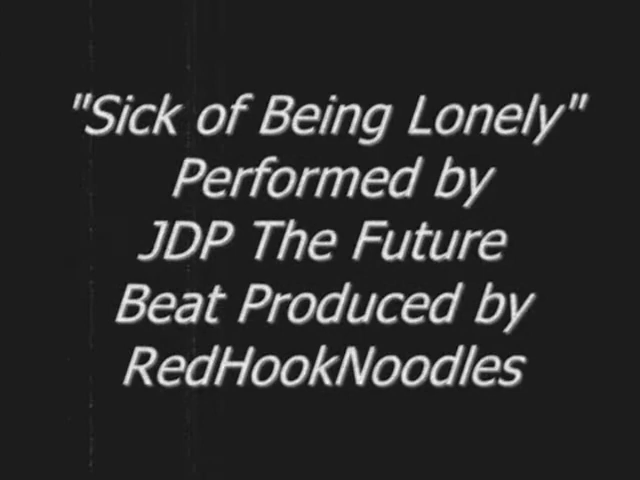 "Sick of Being Lonely"
Performed by
JDP The Future
Beat Produced by
RedHookNoodles